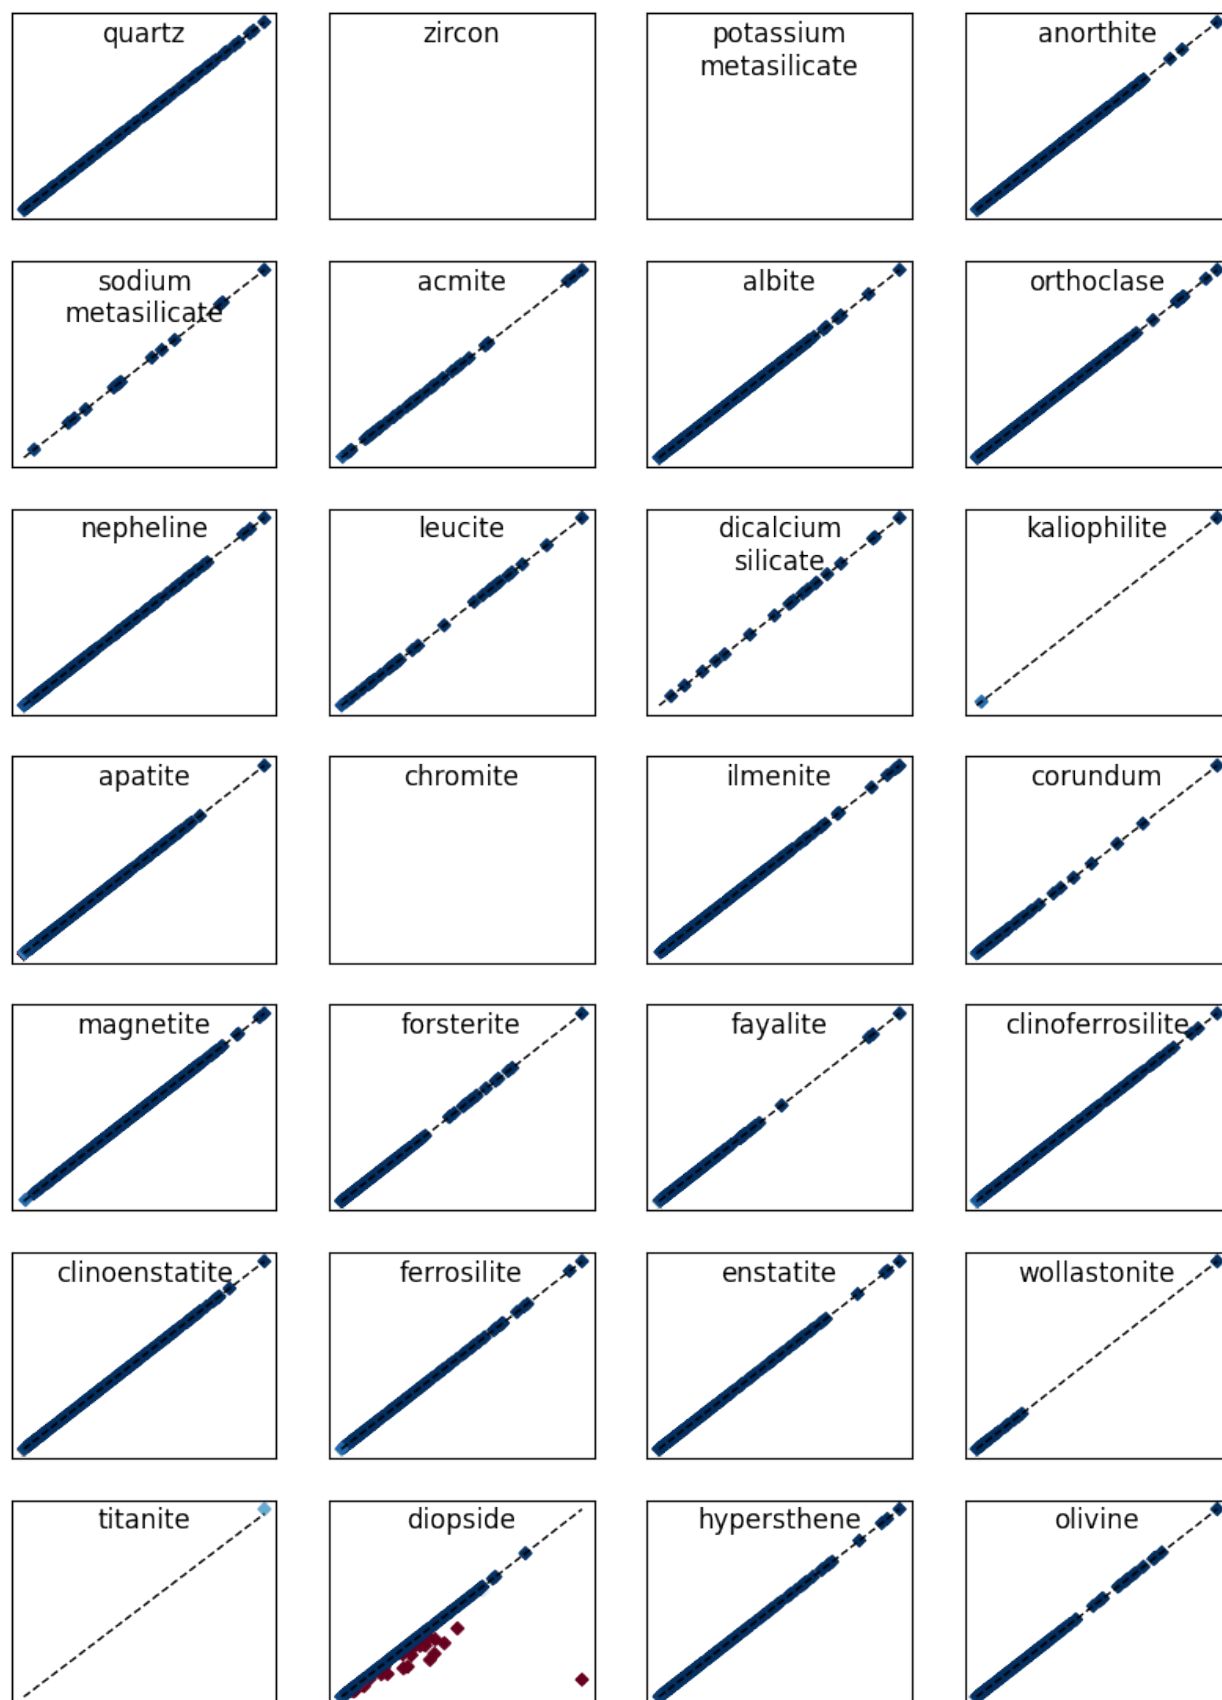 quartz
zircon
potassium
metasilicate
anorthite
sodium
metasilicate
acmite
albite
orthoclase
nepheline
leucite
dicalcium
silicate
kaliophilite
apatite
chromite
ilmenite
corundum
magnetite
forsterite
fayalite
clinoferrosilite
clinoenstatite
ferrosilite
enstatite
wollastonite
titanite
diopside
hypersthene
olivine